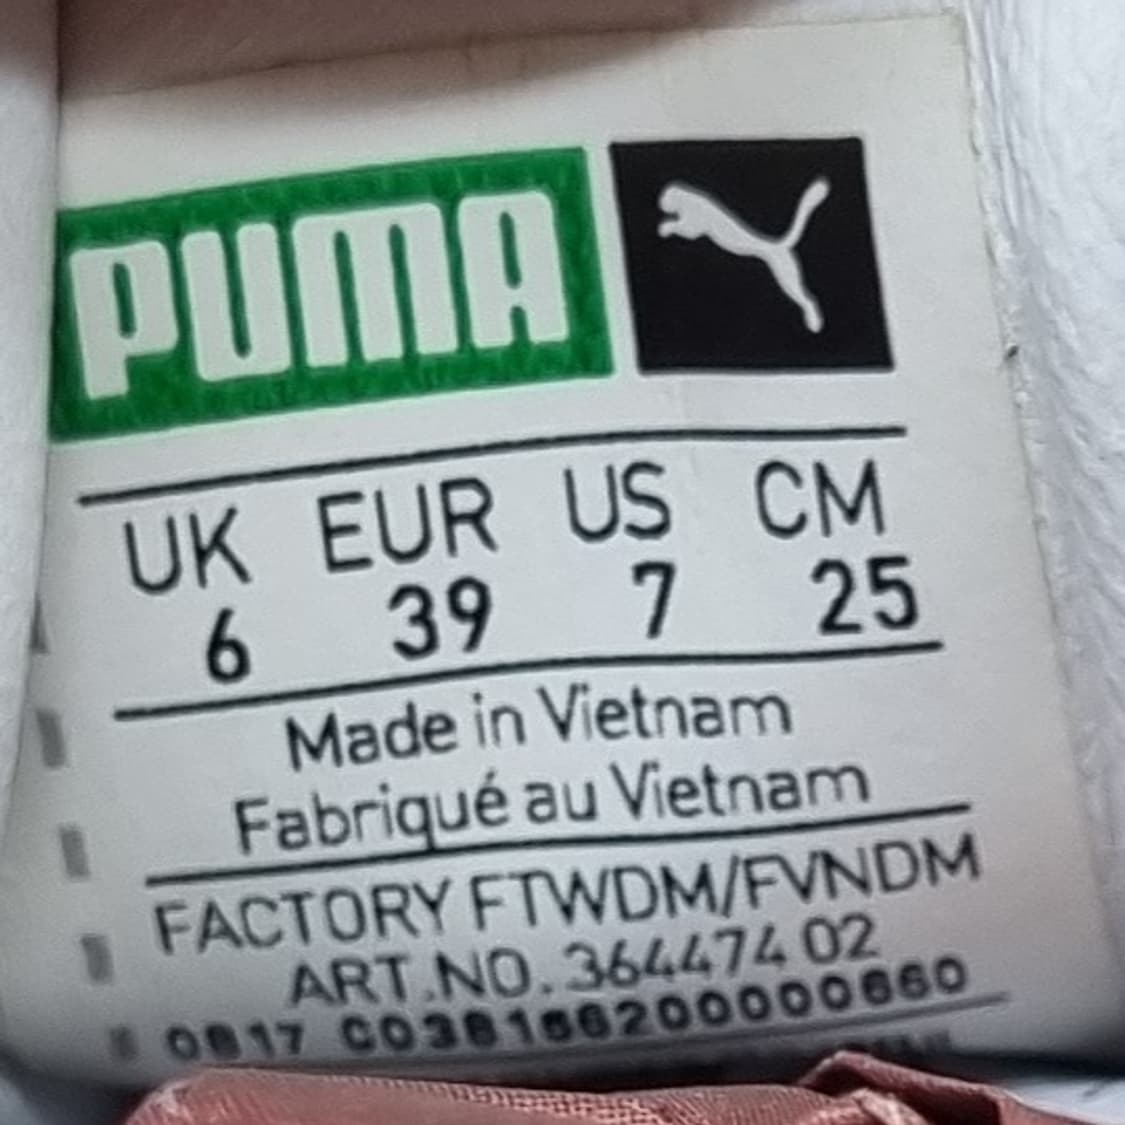 PUMA
UK EUR US CM
6 39 7 25
Made in Vietnam
Fabriqué au Vietnam
FACTORY FTWDM/FVNDM
ART.NO. 364474 02
0817